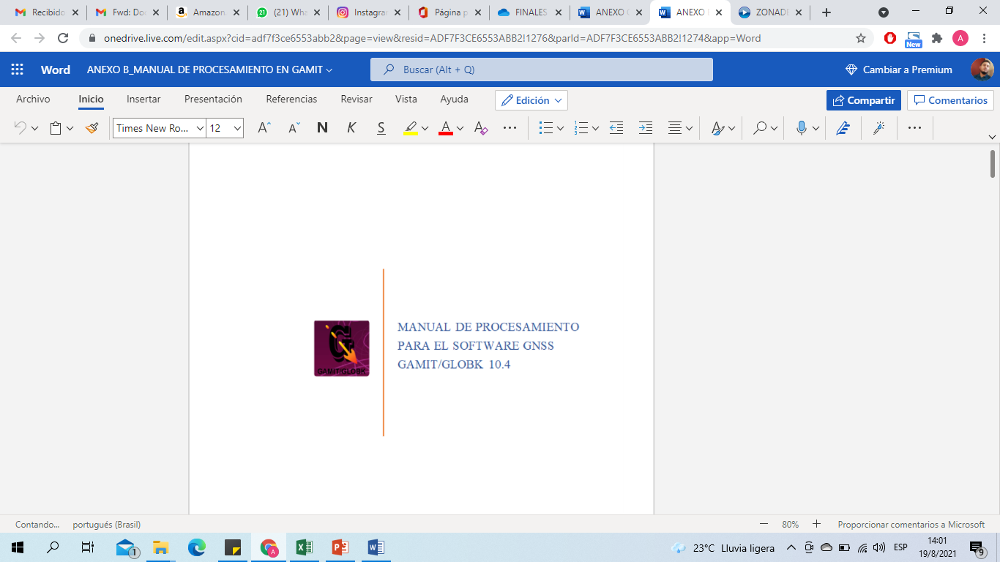 Recibido
Fwd: Doc
Amazon.
(21) Wha
Instagram
Página p
FINALES
ANEXO
ANEXO
ZONADE
onedrive.live.com/edit.aspx?cid=adf7f3ce6553abb2&page=view&resid=ADF7F3CE6553ABB2!1276&parId=ADF7F3CE6553ABB2!1274&app=Word
New
A
Word
ANEXO B_MANUAL DE PROCESAMIENTO EN GAMIT
Buscar (Alt + Q)
Cambiar a Premium
Archivo Inicio Insertar Presentación Referencias Revisar Vista Ayuda Edición Compartir Comentarios
Times New Ro... 12 A A N K S A A ...
G
GAMIT/GLOBK
MANUAL DE PROCESAMIENTO
PARA EL SOFTWARE GNSS
GAMIT/GLOBK 10.4
Contando... portugués (Brasil) 80% Proporcionar comentarios a Microsoft
1
A
23°C Lluvia ligera
ESP
14:01
19/8/2021
9